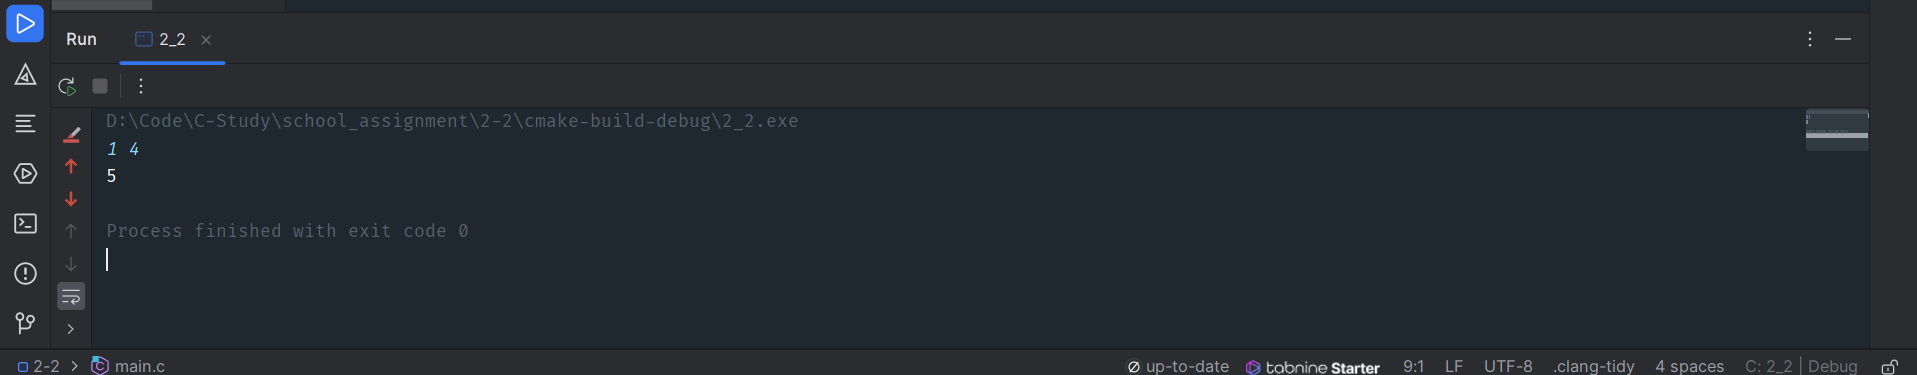 Run 2_2
D:\Code\C-Study\school_assignment\2-2\cmake-build-debug\2_2.exe
1 4
5
Process finished with exit code 0
2-2 main.c up-to-date tabnine Starter 9:1 LF UTF-8 .clang-tidy 4 spaces C: 2_2 | Debug